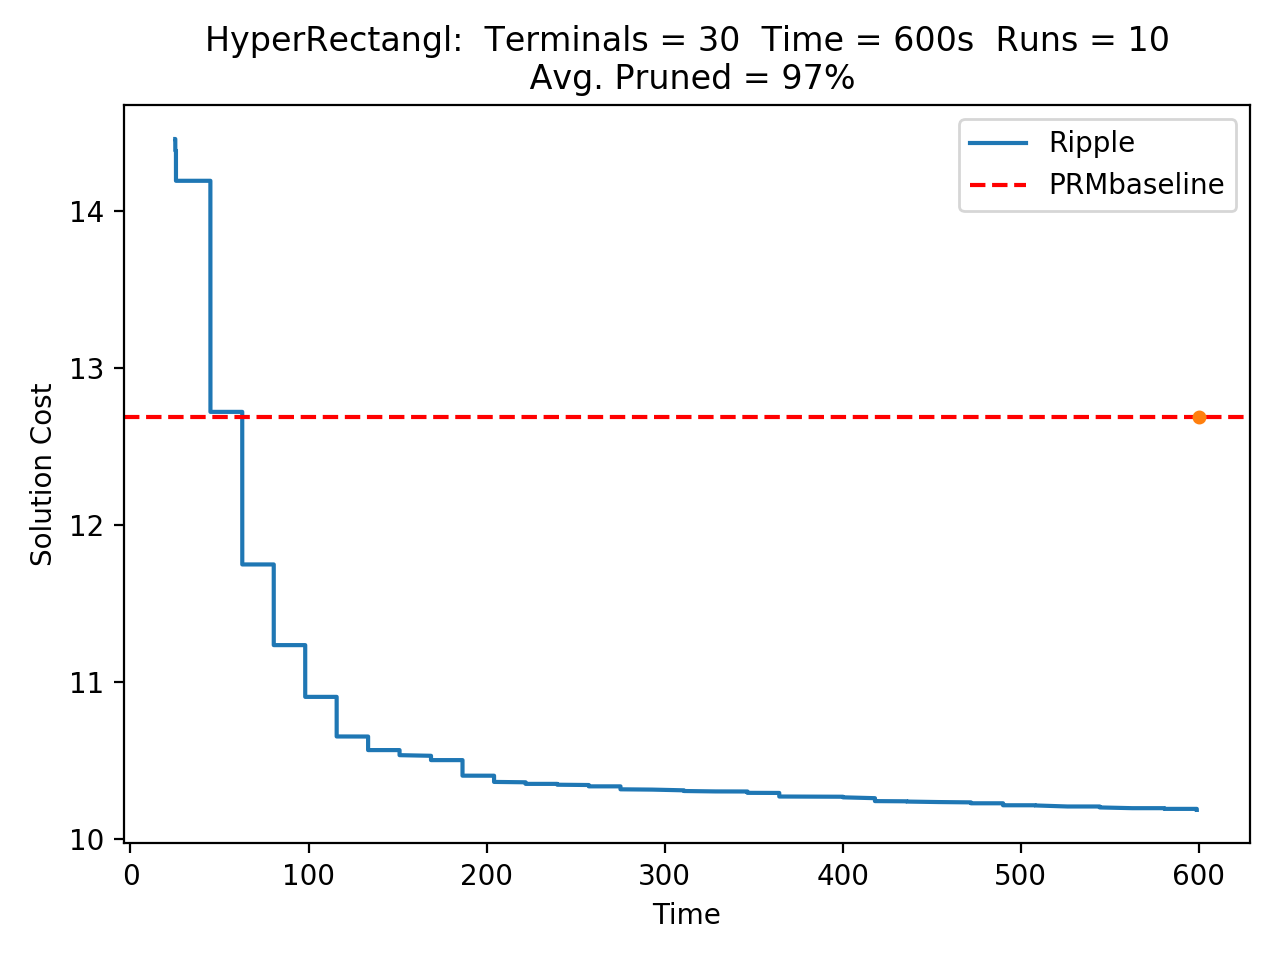 HyperRectangl: Terminals = 30 Time = 600s Runs = 10
Avg. Pruned = 97%
Ripple
PRMbaseline
Solution Cost
14
13
12
11
10
0 100 200 300 400 500 600
Time